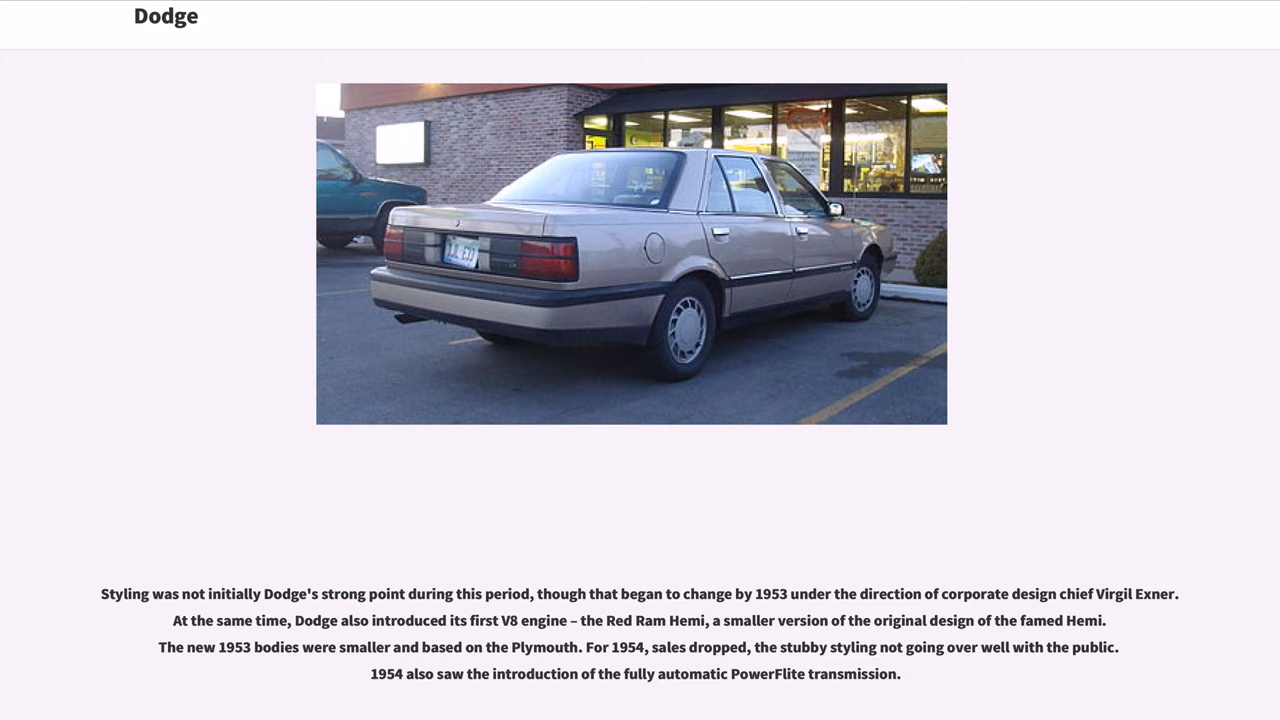 Dodge
Styling was not initially Dodge's strong point during this period, though that began to change by 1953 under the direction of corporate design chief Virgil Exner.
At the same time, Dodge also introduced its first V8 engine – the Red Ram Hemi, a smaller version of the original design of the famed Hemi.
The new 1953 bodies were smaller and based on the Plymouth. For 1954, sales dropped, the stubby styling not going over well with the public.
1954 also saw the introduction of the fully automatic PowerFlite transmission.